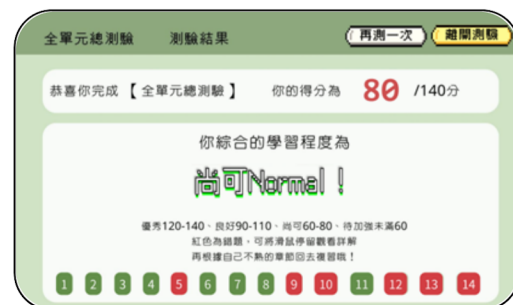 全單元總測驗 測驗結果 再測一次 離開測驗
恭喜你完成【全單元總測驗】 你的得分為 80 /140分
你綜合的學習程度為
尚可Normal！
優秀120-140、良好90-110、尚可60-80、待加強未滿60
紅色為錯題，可將滑鼠停留觀看詳解
再根據自己不熟的章節回去複習哦！
1 2 3 4 5 6 7 8 9 10 11 12 13 14